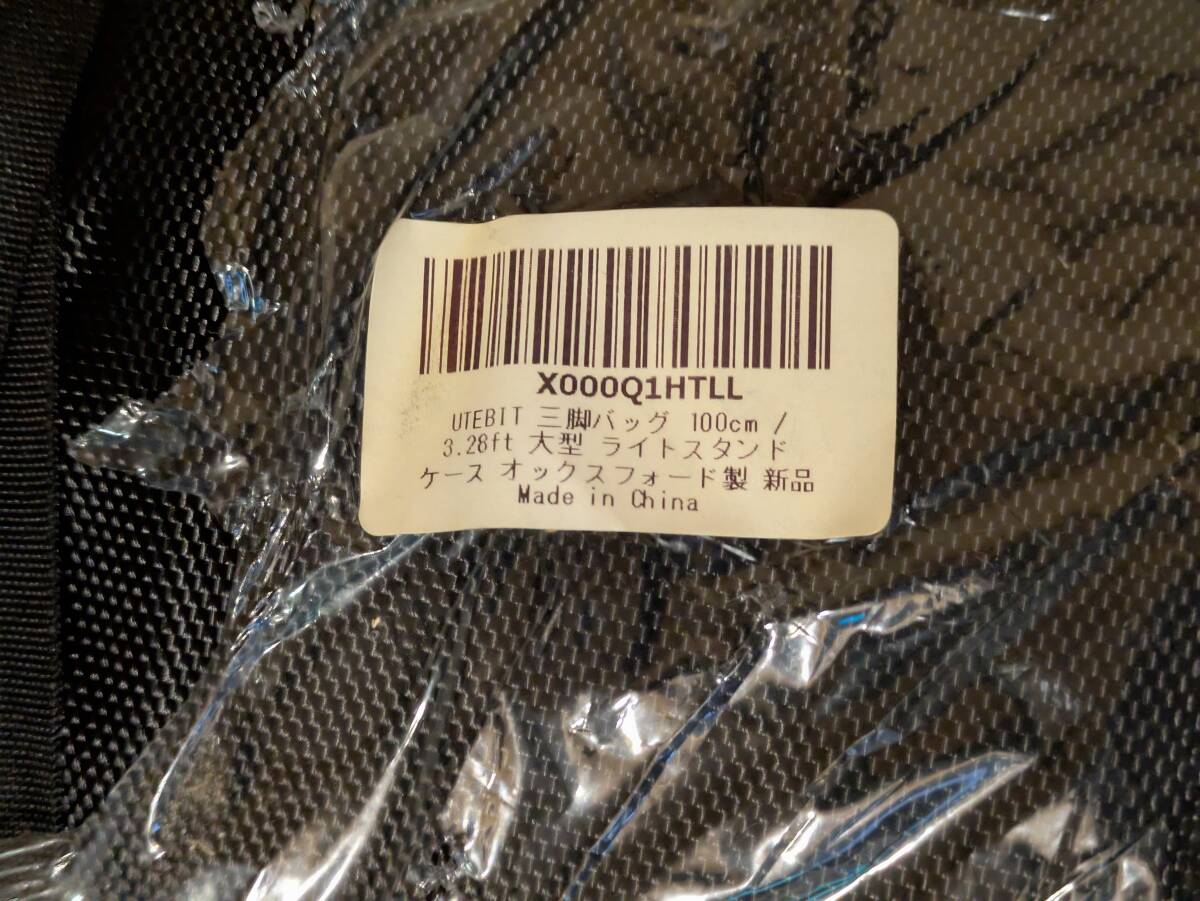 X000Q1HTLL
UTEBIT 三脚バッグ 100cm /
3.28ft 大型 ライトスタンド
ケース オックスフォード製 新品
Made in China